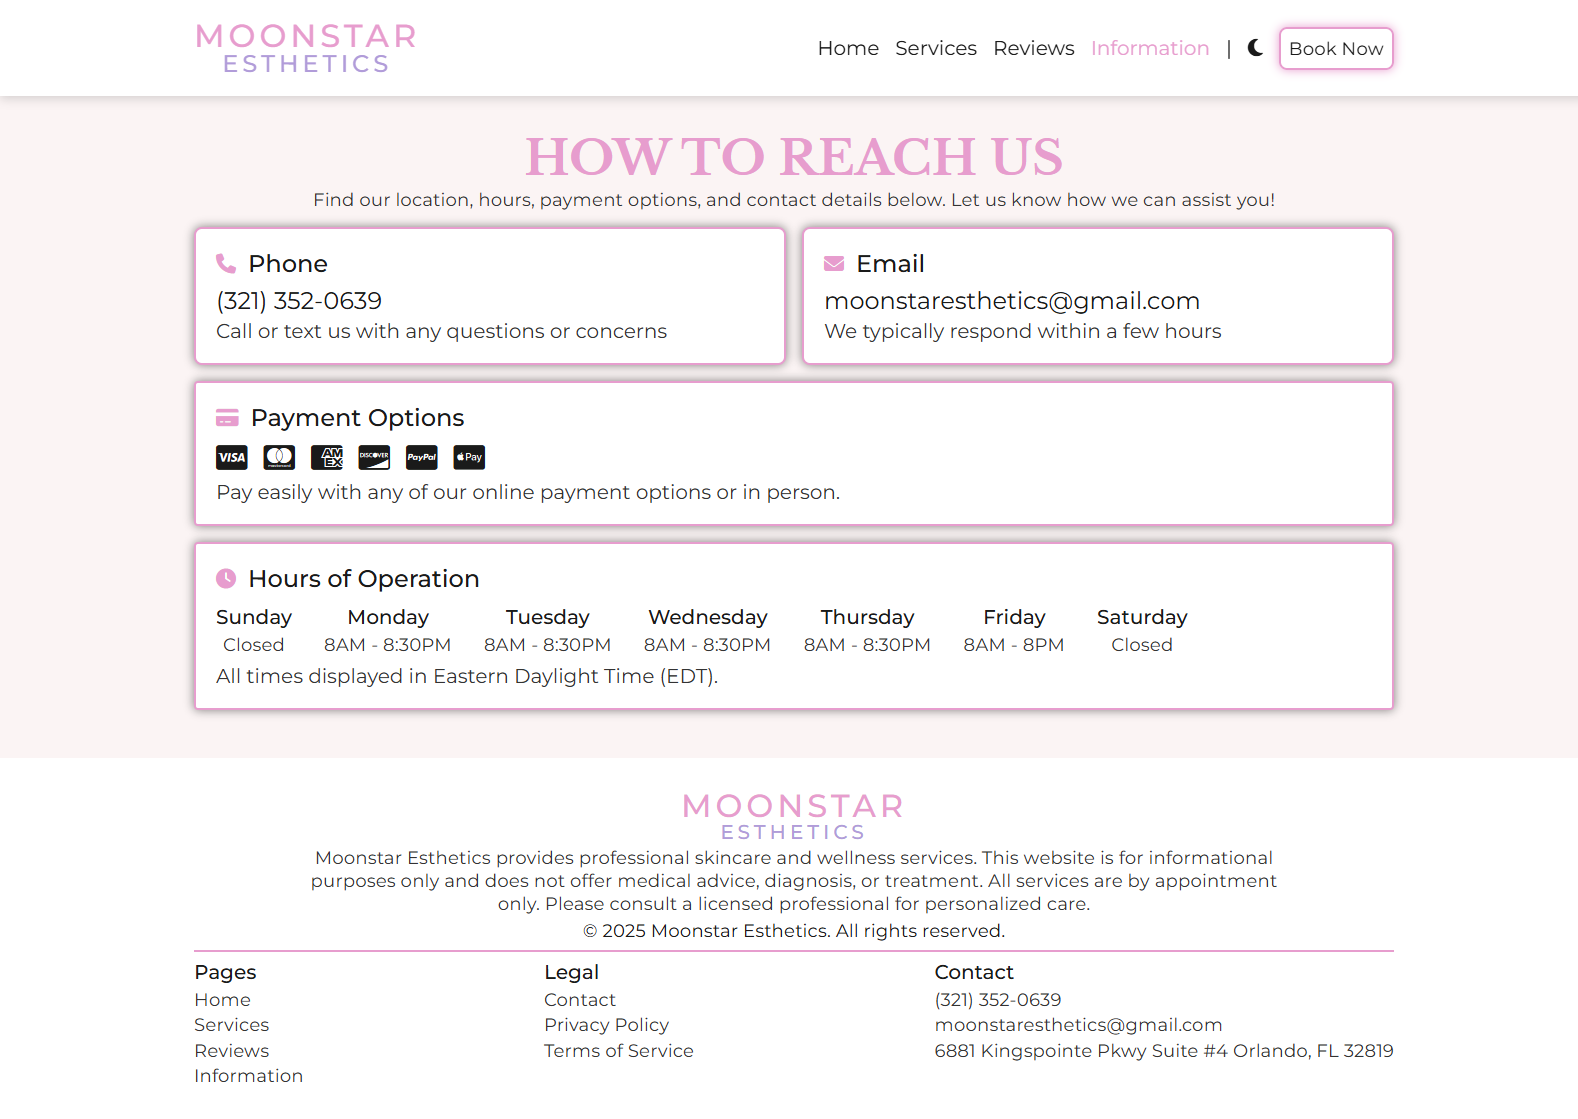 MOONSTAR
ESTHETICS
Home Services Reviews Information | Book Now
HOW TO REACH US
Find our location, hours, payment options, and contact details below. Let us know how we can assist you!
Phone
(321) 352-0639
Call or text us with any questions or concerns
Email
moonstaresthetics@gmail.com
We typically respond within a few hours
Payment Options
VISA mastercard AM EX DISCOVER PayPal Pay
Pay easily with any of our online payment options or in person.
Hours of Operation
Sunday Monday Tuesday Wednesday Thursday Friday Saturday
Closed 8AM - 8:30PM 8AM - 8:30PM 8AM - 8:30PM 8AM - 8:30PM 8AM - 8PM Closed
All times displayed in Eastern Daylight Time (EDT).
MOONSTAR
ESTHETICS
Moonstar Esthetics provides professional skincare and wellness services. This website is for informational
purposes only and does not offer medical advice, diagnosis, or treatment. All services are by appointment
only. Please consult a licensed professional for personalized care.
© 2025 Moonstar Esthetics. All rights reserved.
Pages
Home
Services
Reviews
Information
Legal
Contact
Privacy Policy
Terms of Service
Contact
(321) 352-0639
moonstaresthetics@gmail.com
6881 Kingspointe Pkwy Suite #4 Orlando, FL 32819